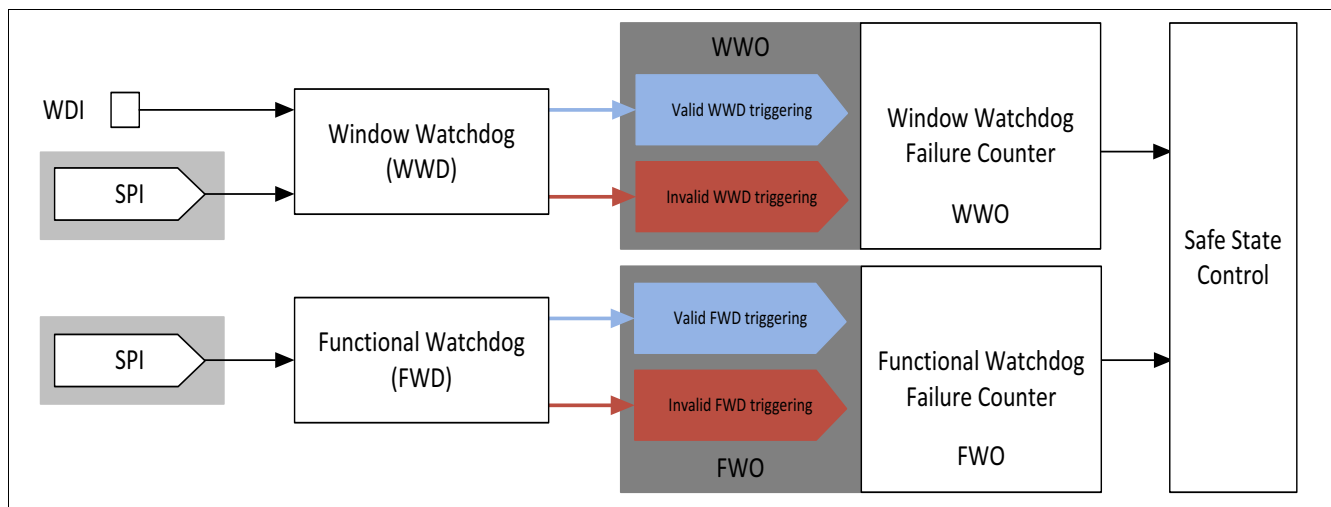 WDI
SPI
Window Watchdog
(WWD)
WWO
Valid WWD triggering
Invalid WWD triggering
Window Watchdog
Failure Counter
WWO
SPI
Functional Watchdog
(FWD)
Valid FWD triggering
Invalid FWD triggering
FWO
Functional Watchdog
Failure Counter
FWO
Safe State
Control